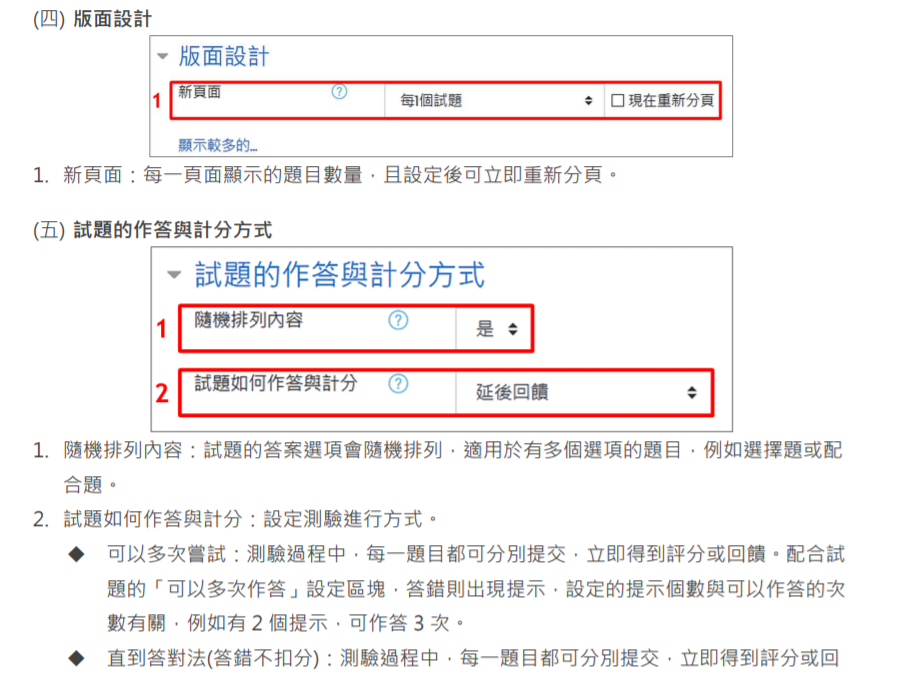 (四) 版面設計
版面設計
1 新頁面 每1個試題 現在重新分頁
顯示較多的...
1. 新頁面：每一頁面顯示的題目數量，且設定後可立即重新分頁。
(五) 試題的作答與計分方式
試題的作答與計分方式
1 隨機排列內容 是
2 試題如何作答與計分 延後回饋
1. 隨機排列內容：試題的答案選項會隨機排列，適用於有多個選項的題目，例如選擇題或配
合題。
2. 試題如何作答與計分：設定測驗進行方式。
◆ 可以多次嘗試：測驗過程中，每一題目都可分別提交，立即得到評分或回饋。配合試
題的「可以多次作答」設定區塊，答錯則出現提示，設定的提示個數與可以作答的次
數有關，例如有 2 個提示，可作答 3 次。
◆ 直到答對法(答錯不扣分)：測驗過程中，每一題目都可分別提交，立即得到評分或回